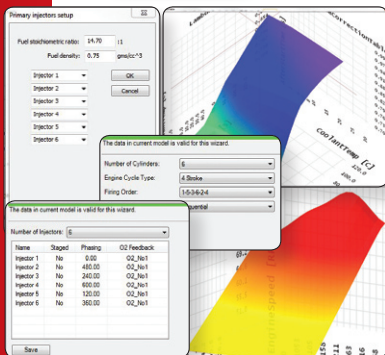 Primary injectors setup
Fuel stoichiometric ratio: 14.70 :1
Fuel density: 0.75 gms/cc^3
Injector 1
Injector 2
Injector 3
Injector 4
Injector 5
Injector 6
OK
Cancel
CoolantTemp [C]
The data in current model is valid for this wizard.
Number of Cylinders: 6
Engine Cycle Type: 4 Stroke
Firing Order: 1-5-3-6-2-4
The data in current model is valid for this wizard.
Number of Injectors: 6
Name Staged Phasing O2 Feedback
Injector 1 No 0.00 O2_No1
Injector 2 No 480.00 O2_No1
Injector 3 No 240.00 O2_No1
Injector 4 No 600.00 O2_No1
Injector 5 No 120.00 O2_No1
Injector 6 No 360.00 O2_No1
Save